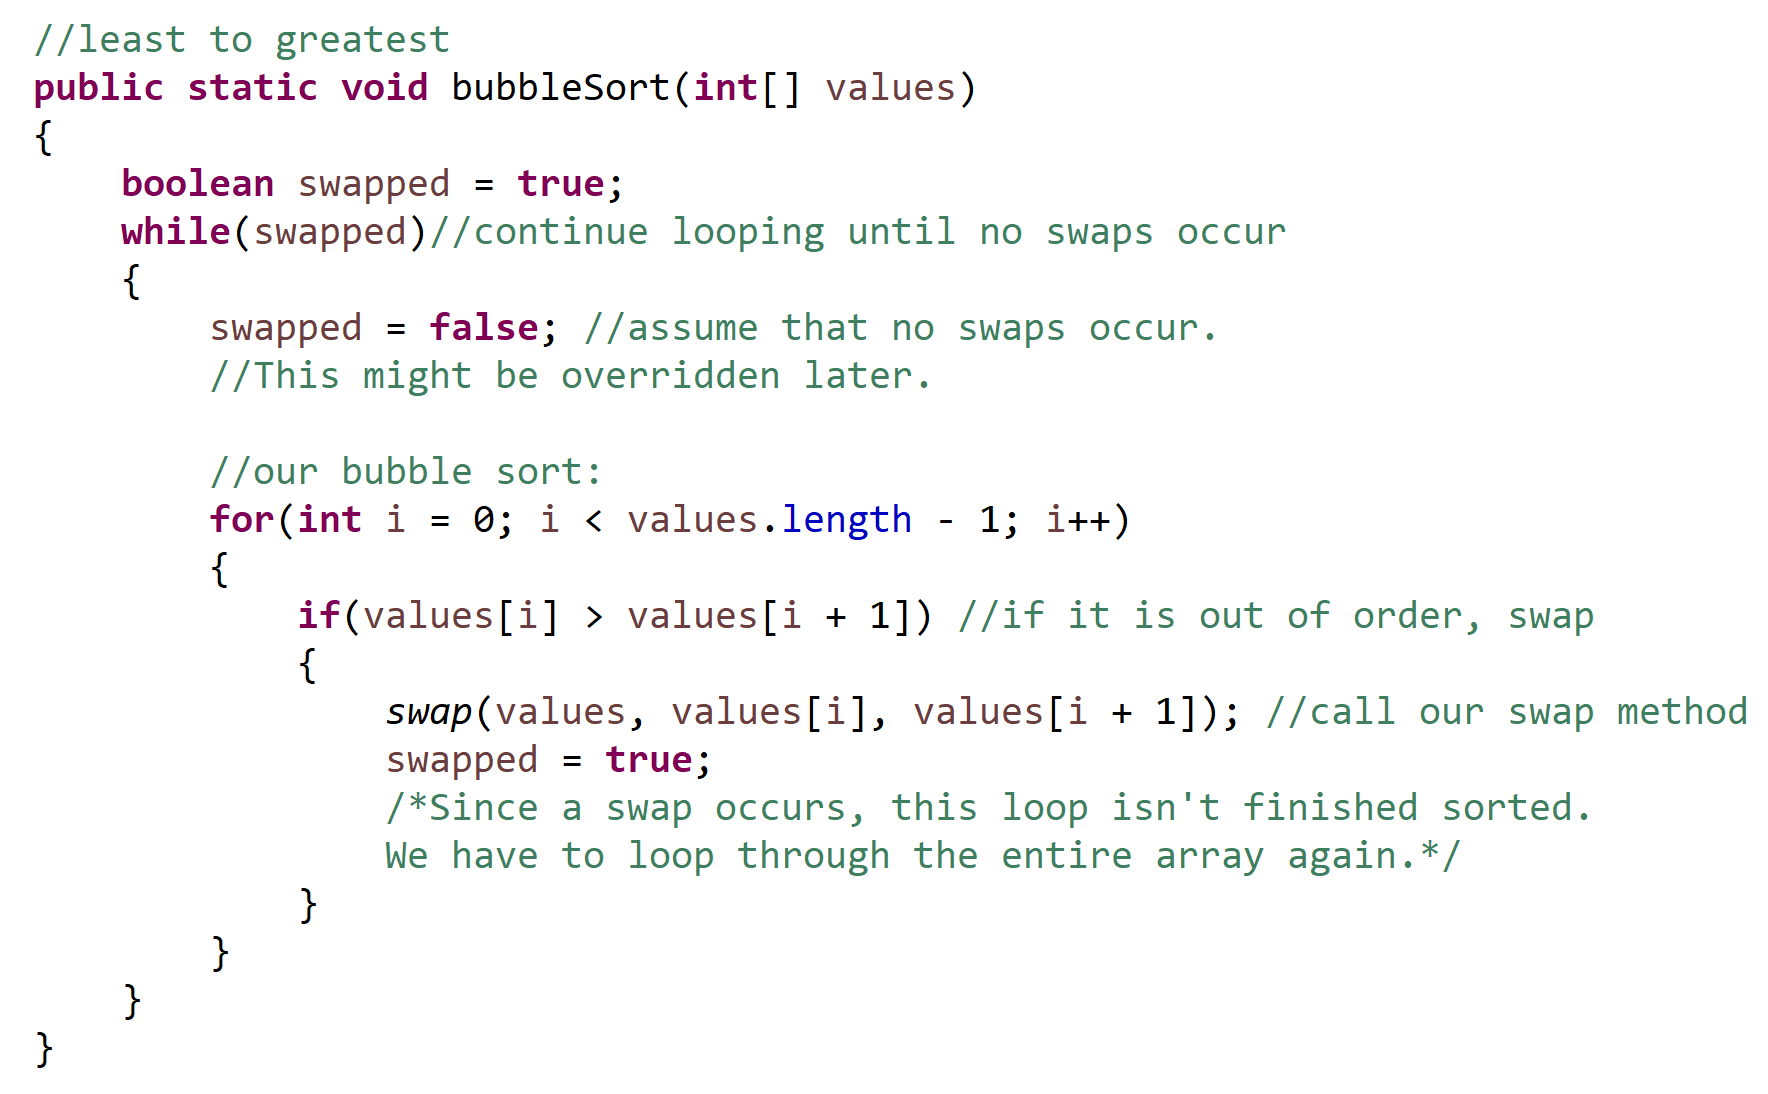 //least to greatest
public static void bubbleSort(int[] values)
{
    boolean swapped = true;
    while(swapped)//continue looping until no swaps occur
    {
        swapped = false; //assume that no swaps occur.
        //This might be overridden later.

        //our bubble sort:
        for(int i = 0; i < values.length - 1; i++)
        {
            if(values[i] > values[i + 1]) //if it is out of order, swap
            {
                swap(values, values[i], values[i + 1]); //call our swap method
                swapped = true;
                /*Since a swap occurs, this loop isn't finished sorted.
                We have to loop through the entire array again.*/
            }
        }
    }
}